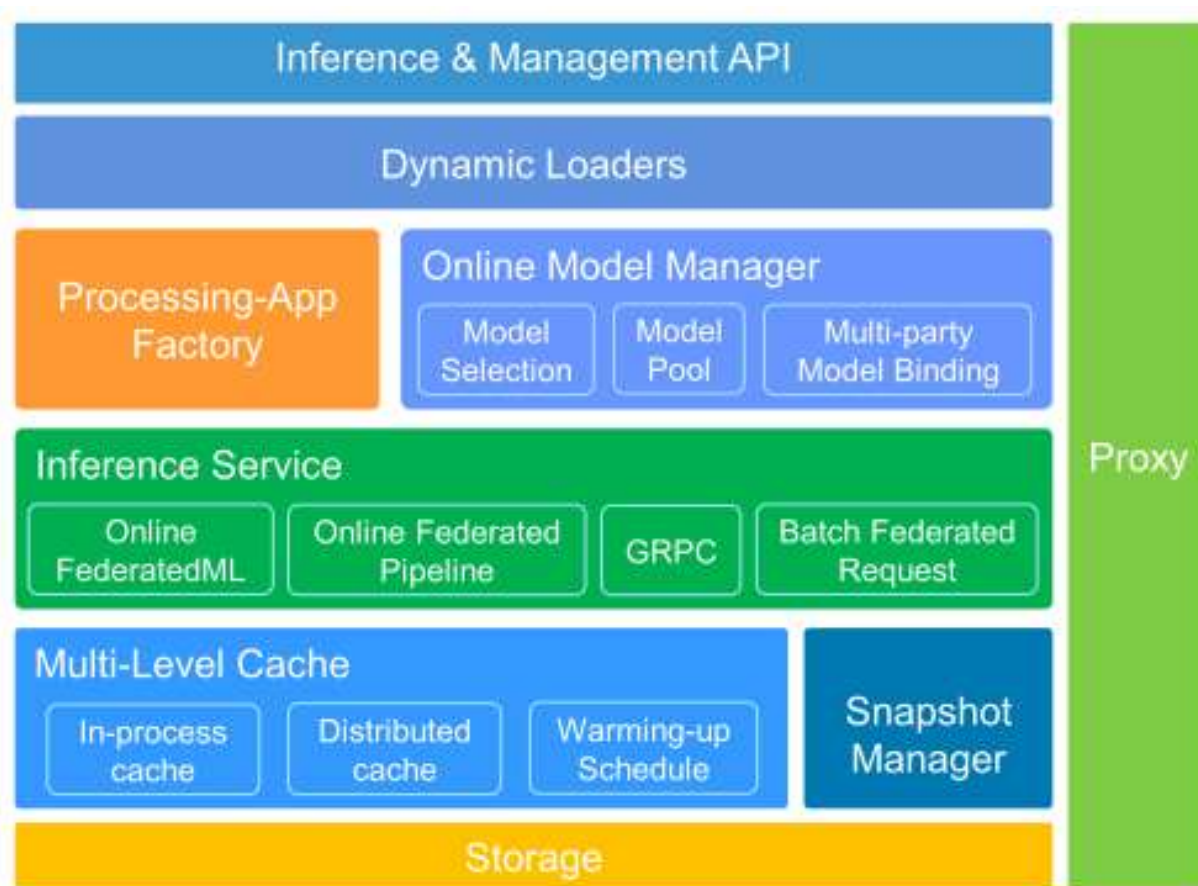 Inference & Management API
Dynamic Loaders
Processing-App
Factory
Online Model Manager
Model
Selection
Model
Pool
Multi-party
Model Binding
Inference Service
Online
FederatedML
Online Federated
Pipeline
GRPC
Batch Federated
Request
Multi-Level Cache
In-process
cache
Distributed
cache
Warming-up
Schedule
Snapshot
Manager
Storage
Proxy